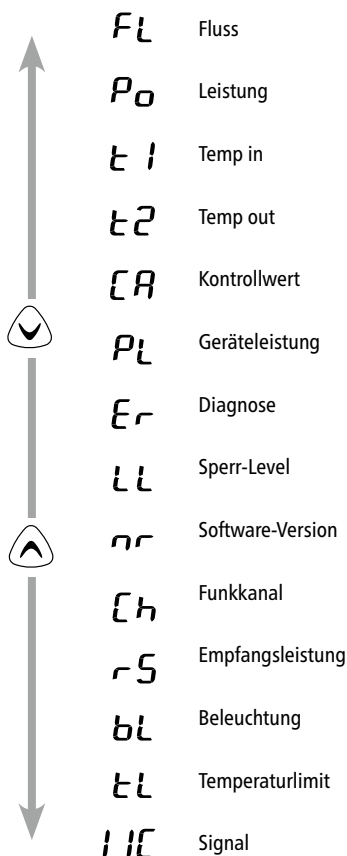 FL Fluss
Po Leistung
t1 Temp in
t2 Temp out
CA Kontrollwert
PL Geräteleistung
Er Diagnose
LL Sperr-Level
nr Software-Version
Ch Funkkanal
rS Empfangsleistung
bL Beleuchtung
tL Temperaturlimit
11C Signal